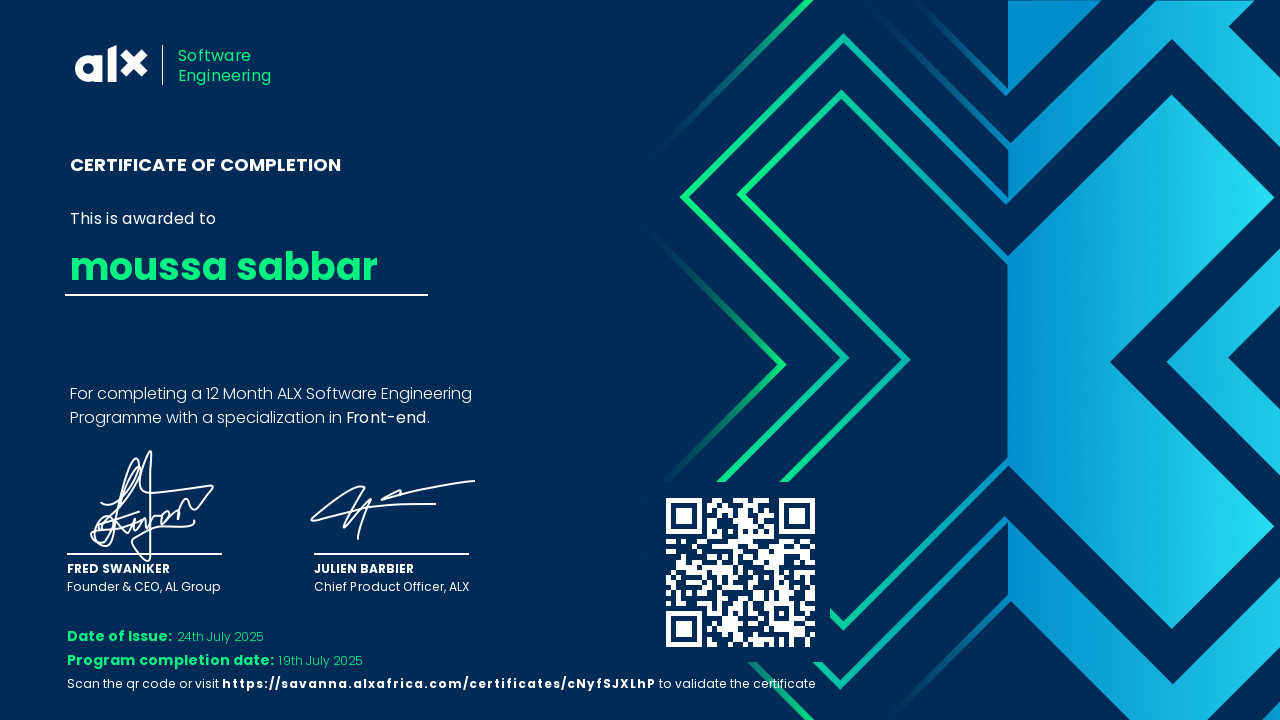 alx
Software
Engineering
CERTIFICATE OF COMPLETION
This is awarded to
moussa sabbar
For completing a 12 Month ALX Software Engineering
Programme with a specialization in Front-end.
FRED SWANIKER
Founder & CEO, AL Group
JULIEN BARBIER
Chief Product Officer, ALX
Date of Issue: 24th July 2025
Program completion date: 19th July 2025
Scan the qr code or visit https://savanna.alxafrica.com/certificates/cNyfSJXLhP to validate the certificate